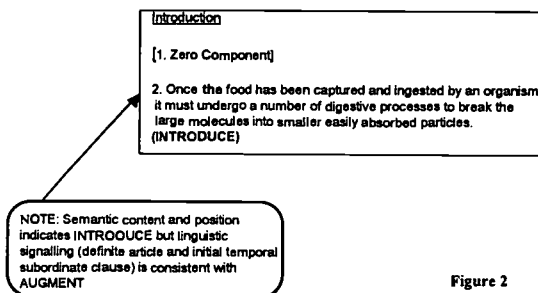 Introduction
[1. Zero Component]
2. Once the food has been captured and ingested by an organism
it must undergo a number of digestive processes to break the
large molecules into smaller easily absorbed particles.
(INTRODUCE)
NOTE: Semantic content and position
indicates INTROOUCE but linguistic
signalling (definite article and initial temporal
subordinate clause) is consistent with
AUGMENT
Figure 2